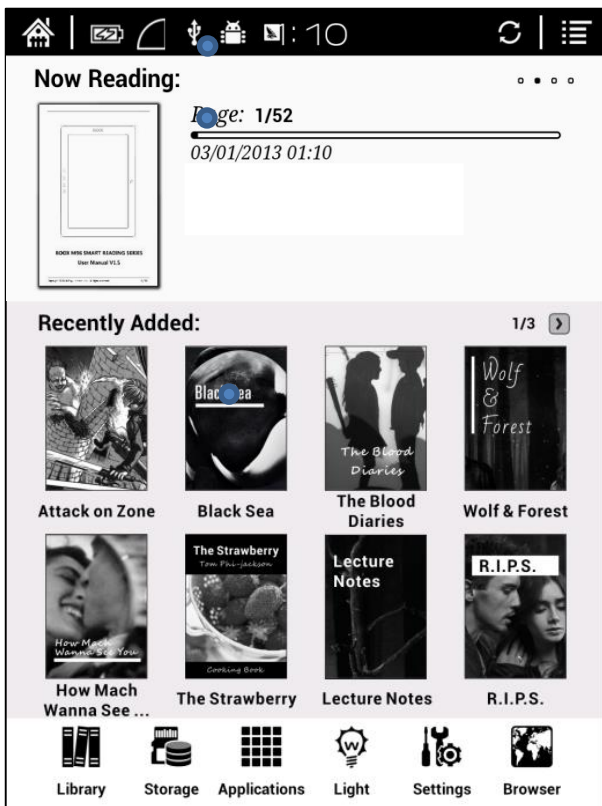 :10
Now Reading:
Page: 1/52
03/01/2013 01:10
BOOX M96 SMART READING SERIES
User Manual V1.5
Recently Added:
1/3
Black Sea
The Blood
Diaries
Wolf
&
Forest
Attack on Zone
Black Sea
The Blood
Diaries
Wolf & Forest
How Mach
Wanna See You
The Strawberry
Tom Phi-jackson
Cooking Book
Lecture
Notes
R.I.P.S.
How Mach
Wanna See ...
The Strawberry
Lecture Notes
R.I.P.S.
Library
Storage
Applications
Light
Settings
Browser